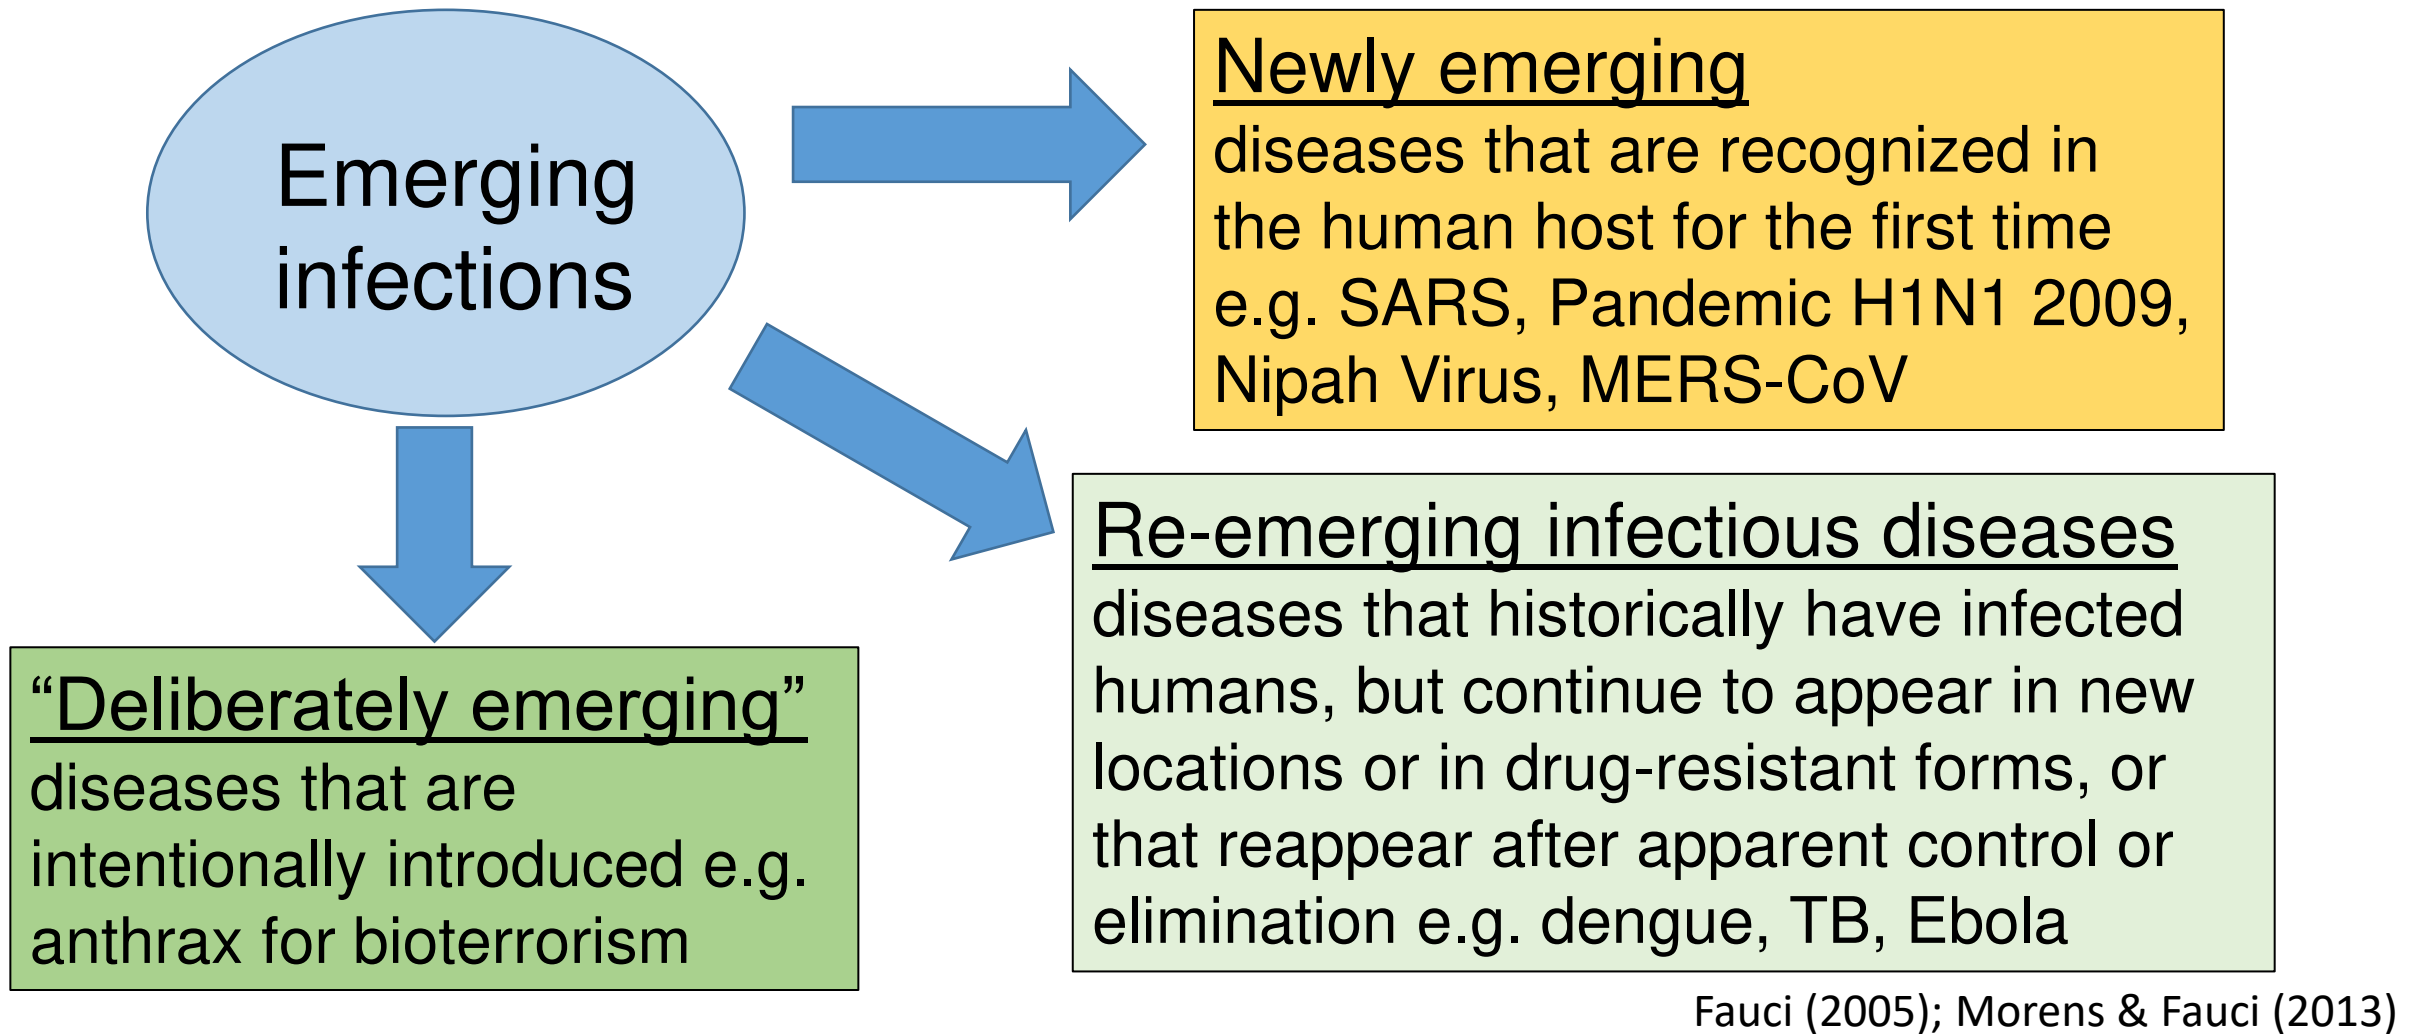 Emerging
infections
Newly emerging
diseases that are recognized in
the human host for the first time
e.g. SARS, Pandemic H1N1 2009,
Nipah Virus, MERS-CoV
Re-emerging infectious diseases
diseases that historically have infected
humans, but continue to appear in new
locations or in drug-resistant forms, or
that reappear after apparent control or
elimination e.g. dengue, TB, Ebola
“Deliberately emerging”
diseases that are
intentionally introduced e.g.
anthrax for bioterrorism
Fauci (2005); Morens & Fauci (2013)